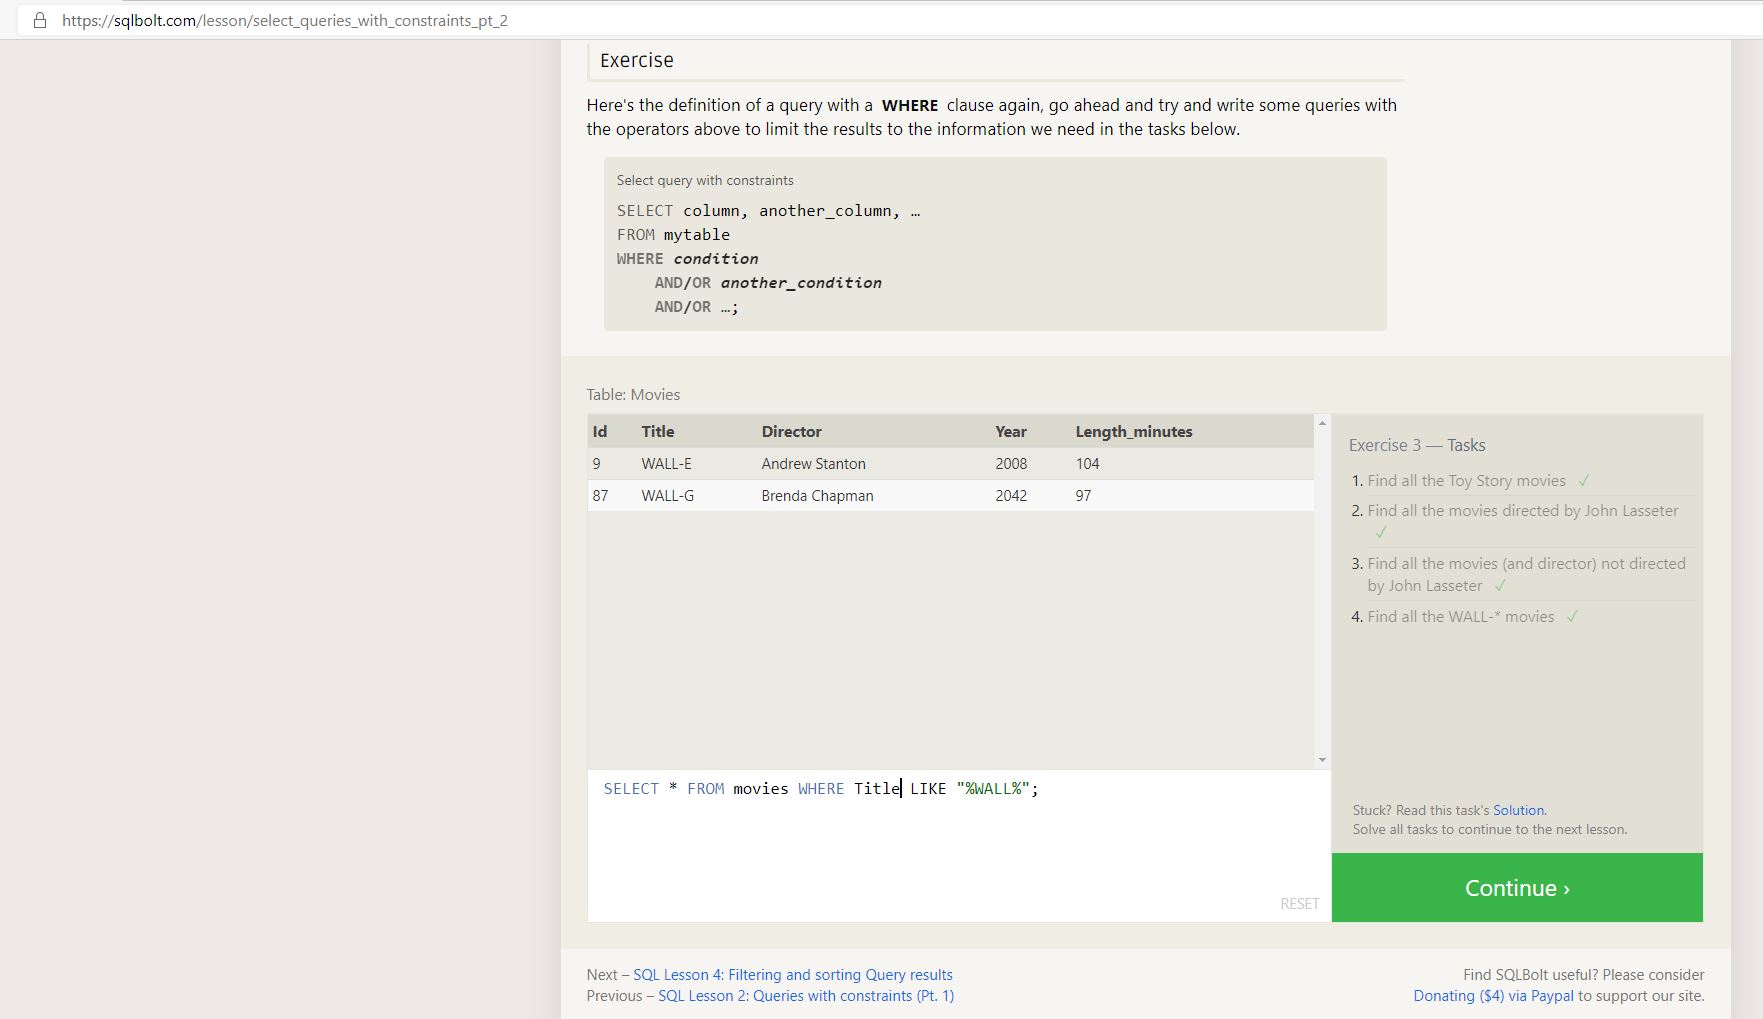 https://sqlbolt.com/lesson/select_queries_with_constraints_pt_2
Exercise
Here's the definition of a query with a WHERE clause again, go ahead and try and write some queries with
the operators above to limit the results to the information we need in the tasks below.
Select query with constraints
SELECT column, another_column, …
FROM mytable
WHERE condition
AND/OR another_condition
AND/OR …;
Table: Movies
Id Title Director Year Length_minutes
9 WALL-E Andrew Stanton 2008 104
87 WALL-G Brenda Chapman 2042 97
SELECT * FROM movies WHERE Title LIKE "%WALL%";
RESET
Exercise 3 — Tasks
1. Find all the Toy Story movies ✓
2. Find all the movies directed by John Lasseter
✓
3. Find all the movies (and director) not directed
by John Lasseter ✓
4. Find all the WALL-* movies ✓
Stuck? Read this task's Solution.
Solve all tasks to continue to the next lesson.
Continue ›
Next – SQL Lesson 4: Filtering and sorting Query results
Previous – SQL Lesson 2: Queries with constraints (Pt. 1)
Find SQLBolt useful? Please consider
Donating ($4) via Paypal to support our site.